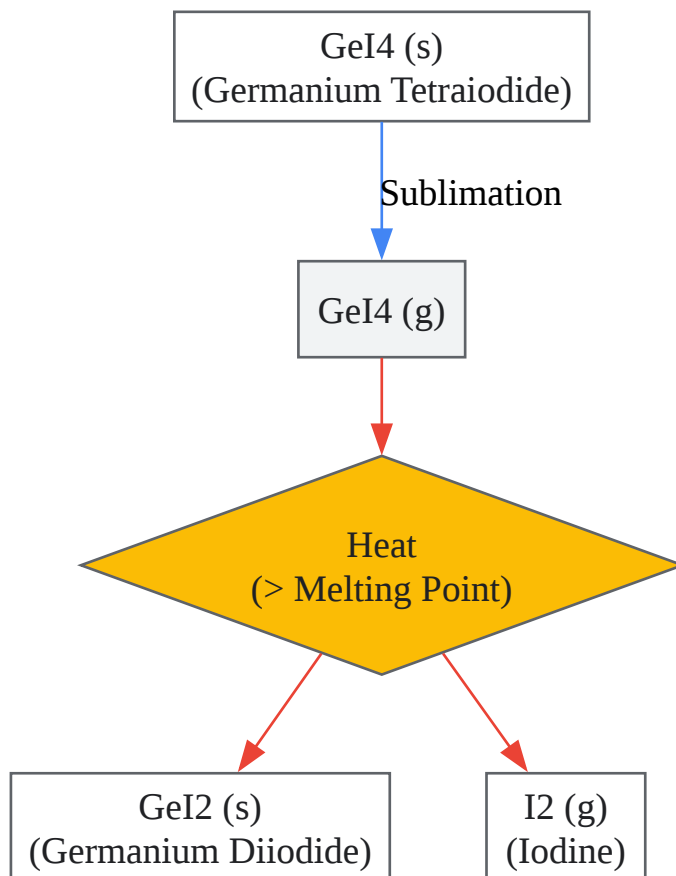 GeI4 (s)
(Germanium Tetraiodide)
Sublimation
GeI4 (g)
Heat
(> Melting Point)
GeI2 (s)
(Germanium Diiodide)
I2 (g)
(Iodine)